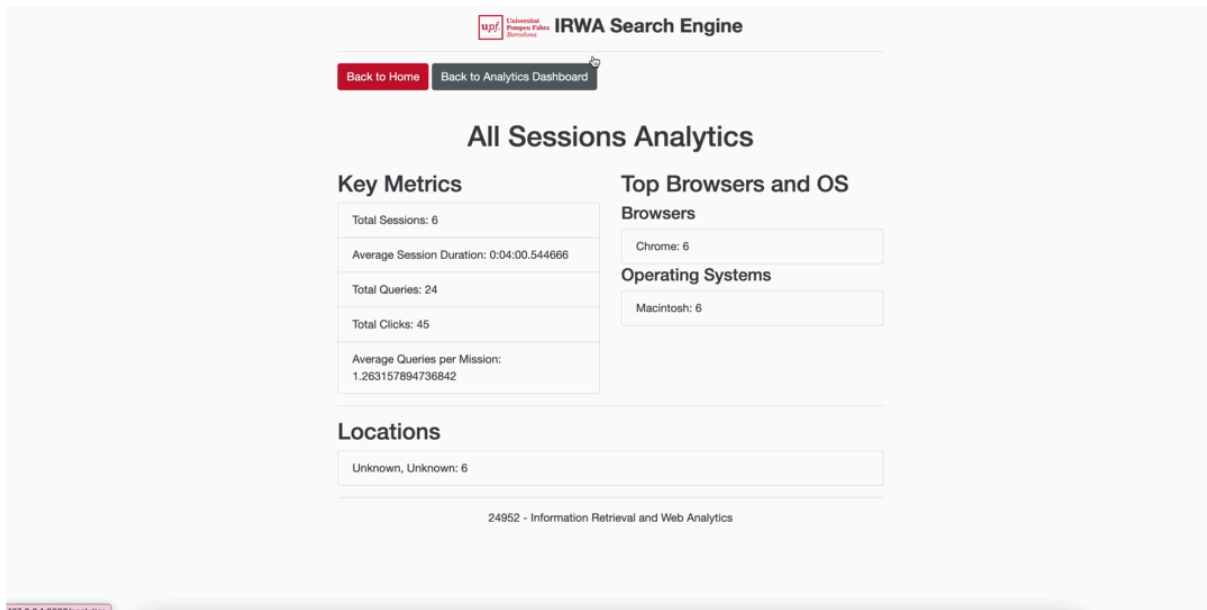 upf. Universitat Pompeu Fabra Barcelona IRWA Search Engine
Back to Home Back to Analytics Dashboard
All Sessions Analytics
Key Metrics
Total Sessions: 6
Average Session Duration: 0:04:00.544666
Total Queries: 24
Total Clicks: 45
Average Queries per Mission:
1.263157894736842
Top Browsers and OS
Browsers
Chrome: 6
Operating Systems
Macintosh: 6
Locations
Unknown, Unknown: 6
24952 - Information Retrieval and Web Analytics